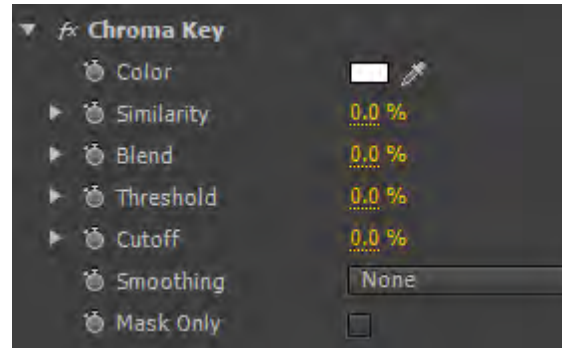 fx Chroma Key
Color
Similarity 0.0 %
Blend 0.0 %
Threshold 0.0 %
Cutoff 0.0 %
Smoothing None
Mask Only